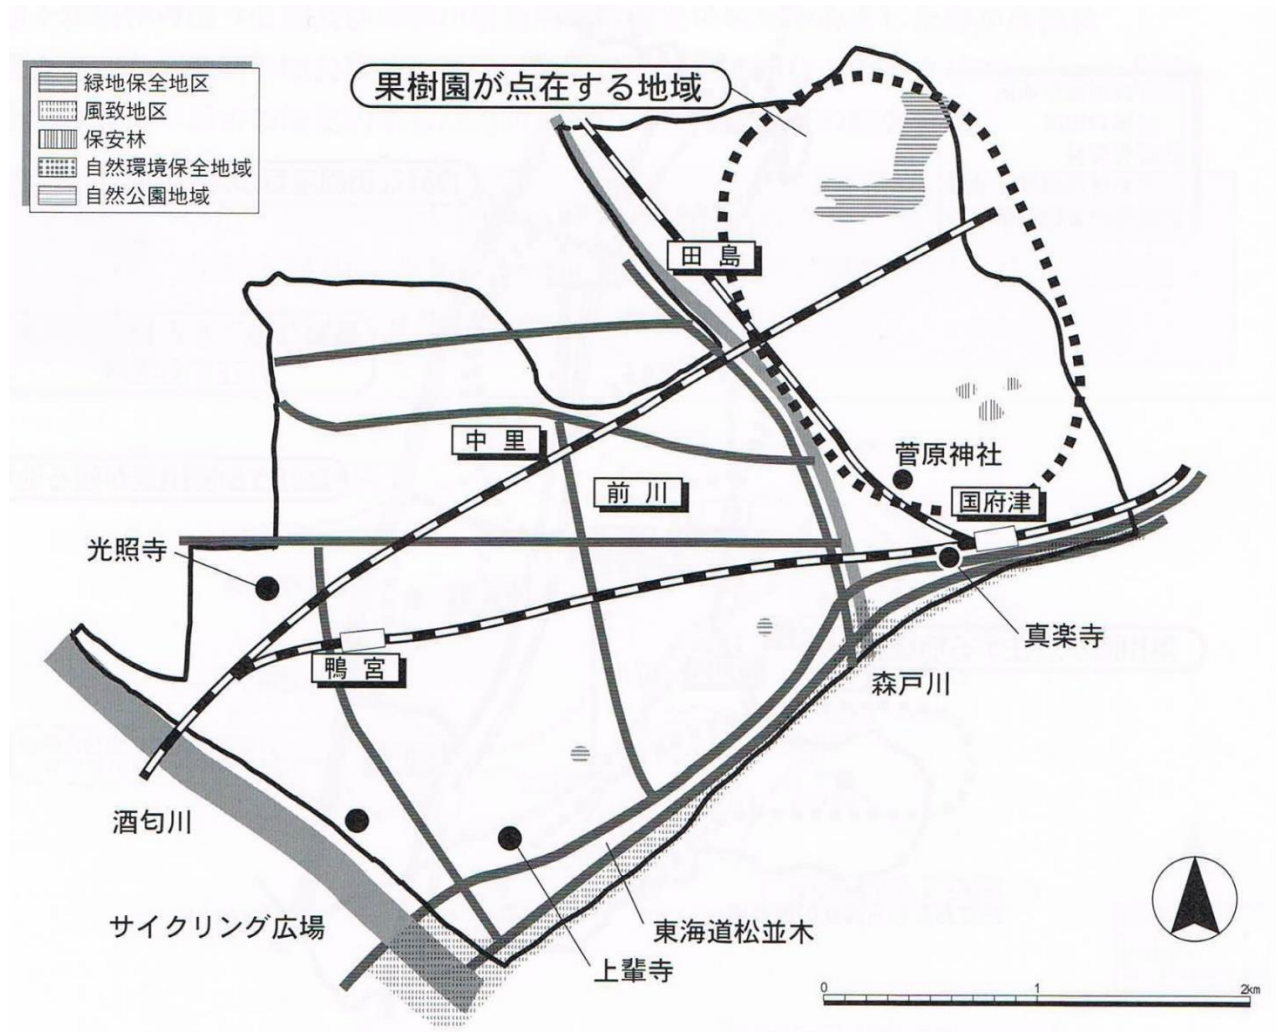 緑地保全地区
風致地区
保安林
自然環境保全地域
自然公園地域
果樹園が点在する地域
田島
中里
前川
菅原神社
国府津
光照寺
鴨宮
真楽寺
森戸川
酒匂川
サイクリング広場
東海道松並木
上輩寺
0 1 2km